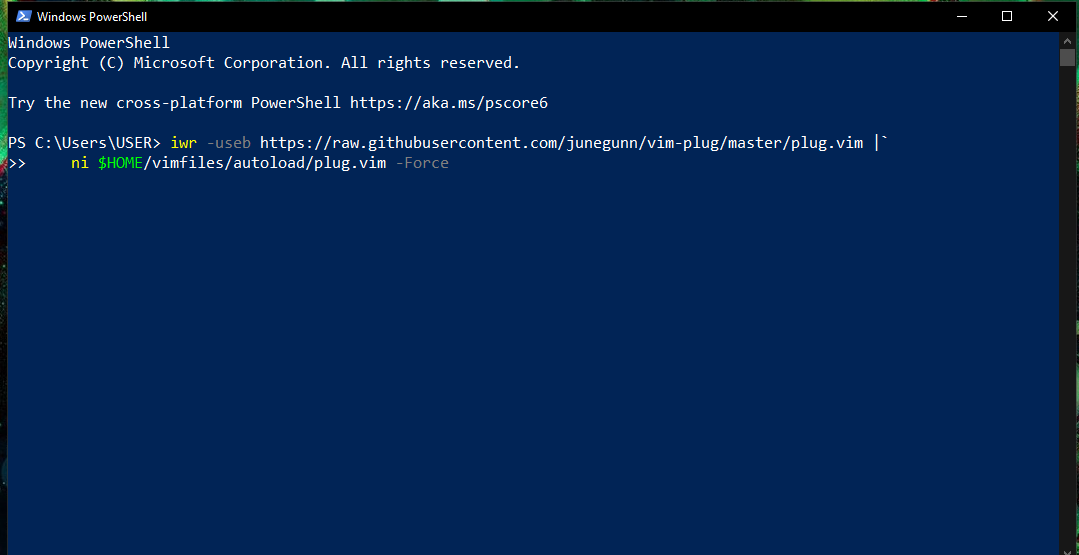 Windows PowerShell
Windows PowerShell
Copyright (C) Microsoft Corporation. All rights reserved.
Try the new cross-platform PowerShell https://aka.ms/pscore6
PS C:\Users\USER> iwr -useb https://raw.githubusercontent.com/junegunn/vim-plug/master/plug.vim |`
>>     ni $HOME/vimfiles/autoload/plug.vim -Force